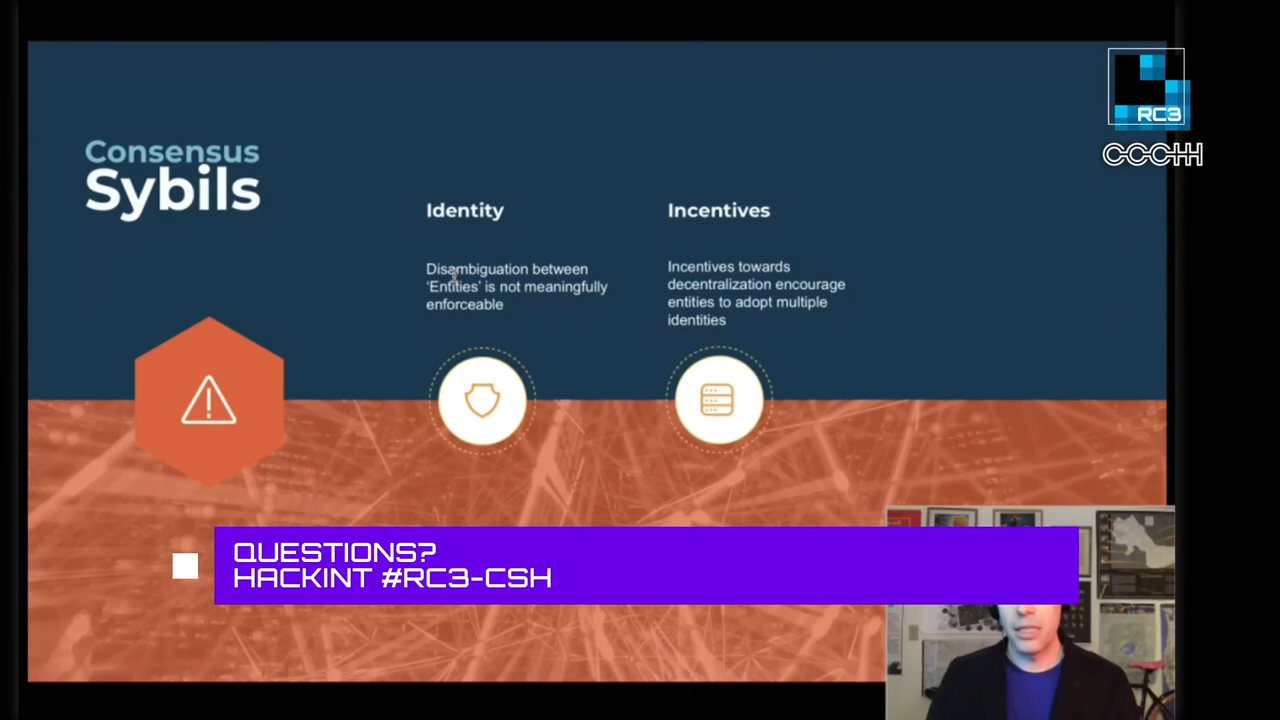 RC3
CCCHH
Consensus
Sybils
Identity
Incentives
Disambiguation between
‘Entities’ is not meaningfully
enforceable
Incentives towards
decentralization encourage
entities to adopt multiple
identities
QUESTIONS?
HACKINT #RC3-CSH